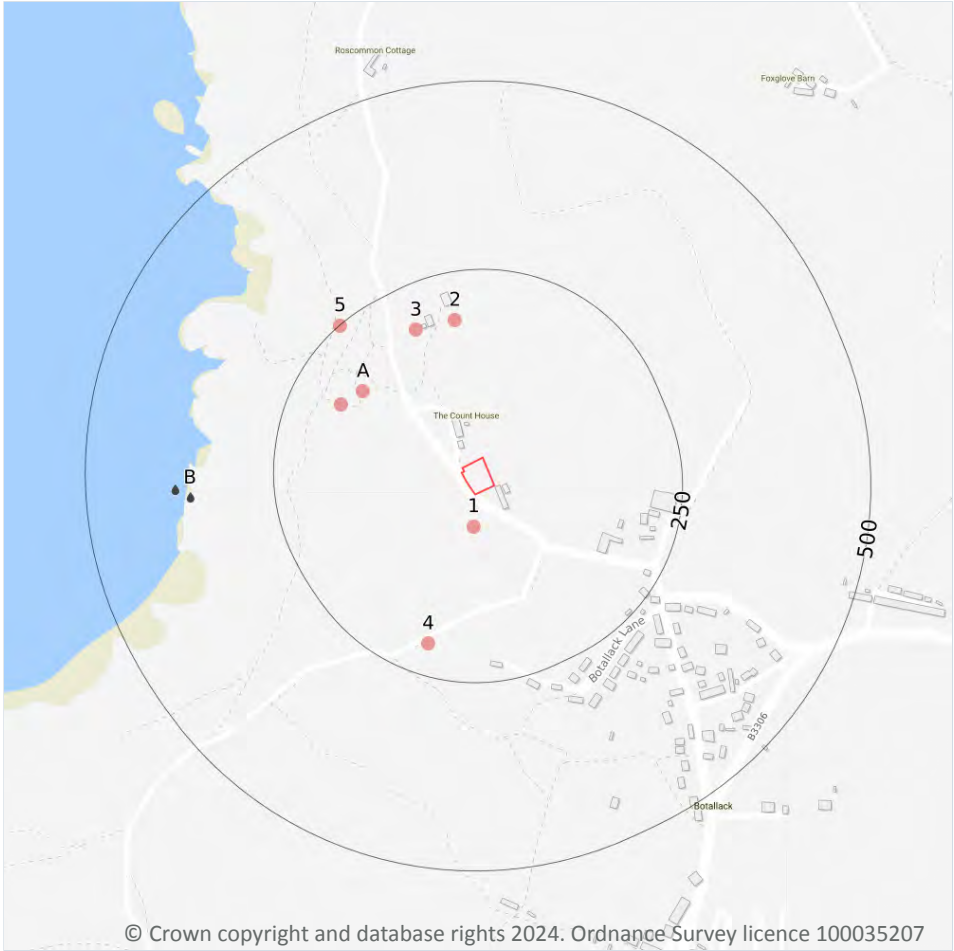 Roscommon Cottage
Foxglove Barn
5
3
2
A
The Count House
B
1
250
500
4
Botallack Lane
B3306
Botallack
© Crown copyright and database rights 2024. Ordnance Survey licence 100035207